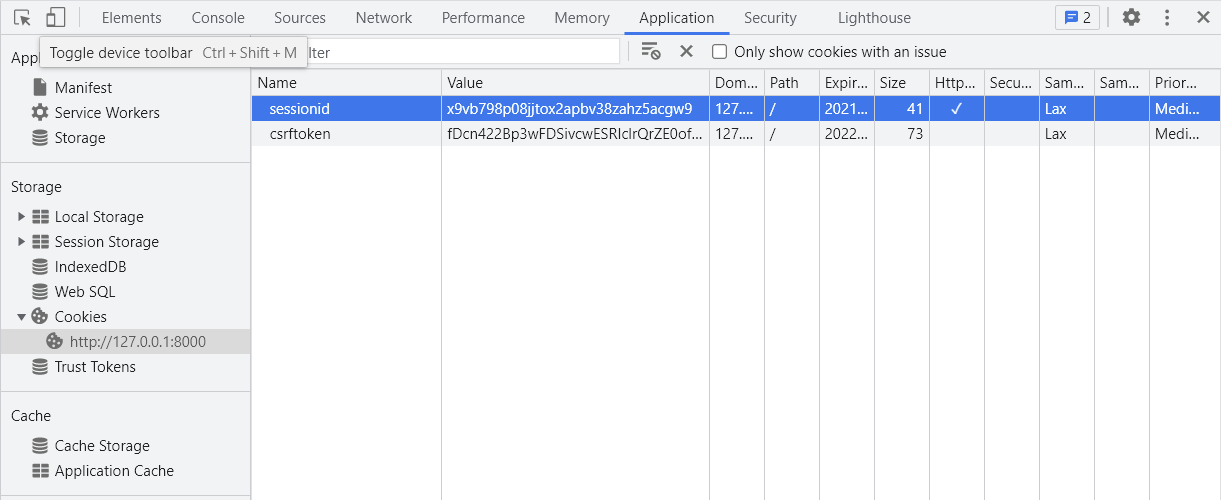 Elements Console Sources Network Performance Memory Application Security Lighthouse 2
Toggle device toolbar Ctrl + Shift + M
Only show cookies with an issue
Manifest
Service Workers
Storage
Storage
Local Storage
Session Storage
IndexedDB
Web SQL
Cookies
http://127.0.0.1:8000
Trust Tokens
Cache
Cache Storage
Application Cache
Name Value Dom... Path Expir... Size Http... Secu... Sam... Sam... Prior...
sessionid x9vb798p08jjtox2apbv38zahz5acgw9 127.... / 2021... 41 ✓ Lax Medi...
csrftoken 127.... / 2022... 73 Lax Medi...